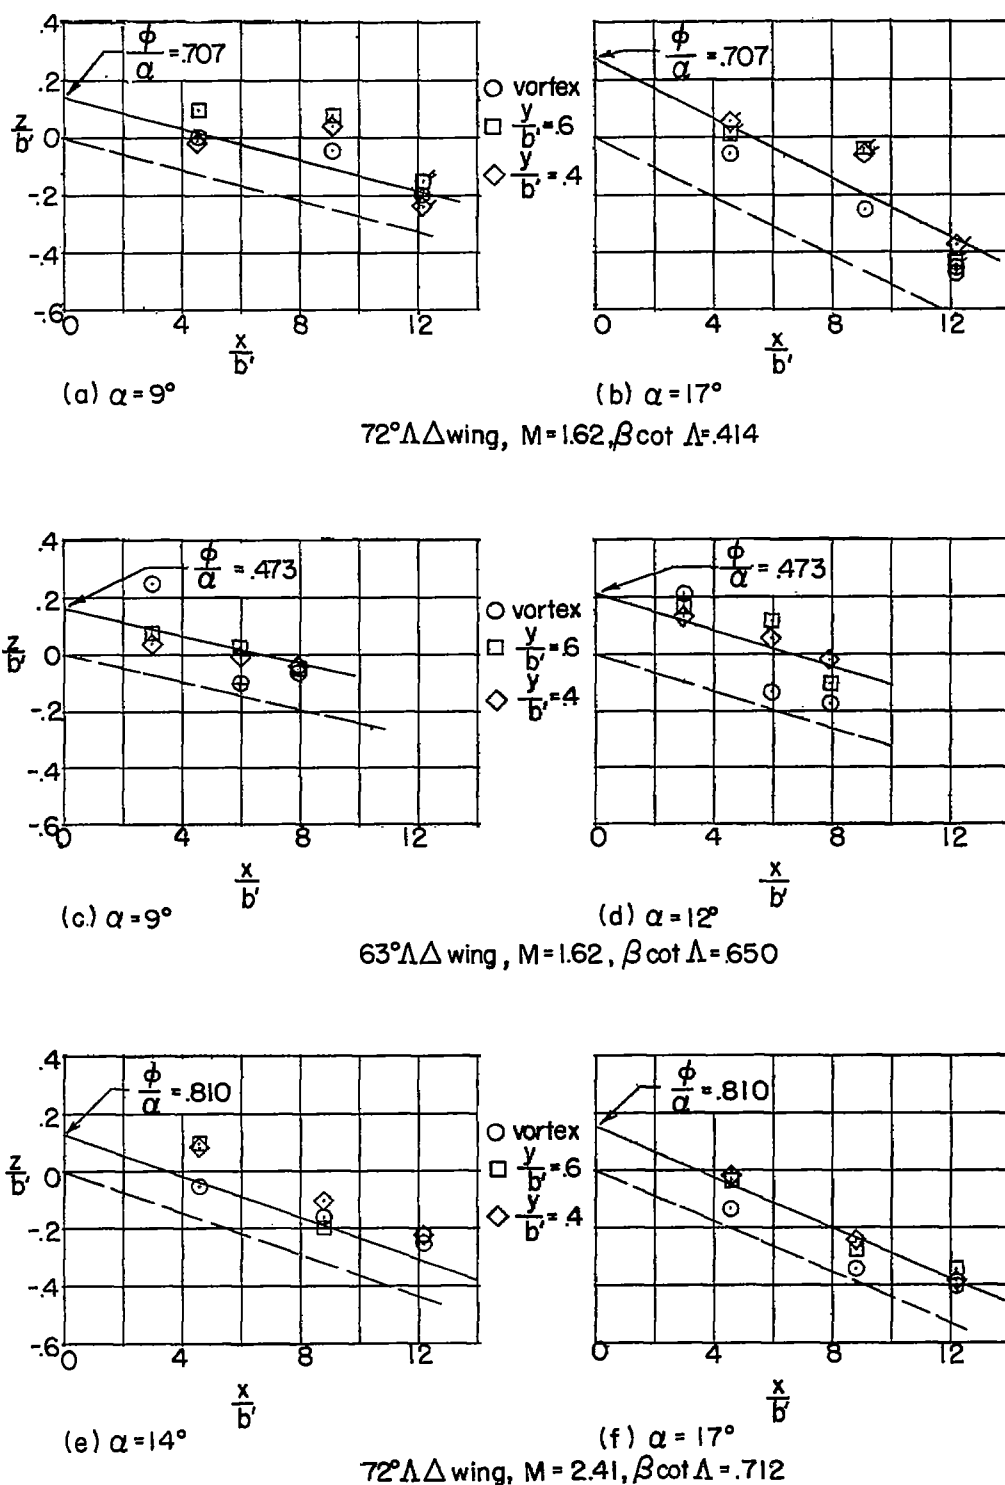 .4
.2
0
-.2
-.4
-.6
z/b'
ϕ/α = .707
0 4 8 12
x/b'
(a) α = 9°
○ vortex
□ y/b' = .6
◇ y/b' = .4
ϕ/α = .707
0 4 8 12
x/b'
(b) α = 17°
72° Λ Δ wing, M = 1.62, β cot Λ = .414
.4
.2
0
-.2
-.4
-.6
z/b'
ϕ/α = .473
0 4 8 12
x/b'
(c.) α = 9°
○ vortex
□ y/b' = .6
◇ y/b' = .4
ϕ/α = .473
0 4 8 12
x/b'
(d) α = 12°
63° Λ Δ wing, M = 1.62, β cot Λ = .650
.4
.2
0
-.2
-.4
-.6
z/b'
ϕ/α = .810
0 4 8 12
x/b'
(e) α = 14°
○ vortex
□ y/b' = .6
◇ y/b' = .4
ϕ/α = .810
0 4 8 12
x/b'
(f) α = 17°
72° Λ Δ wing, M = 2.41, β cot Λ = .712